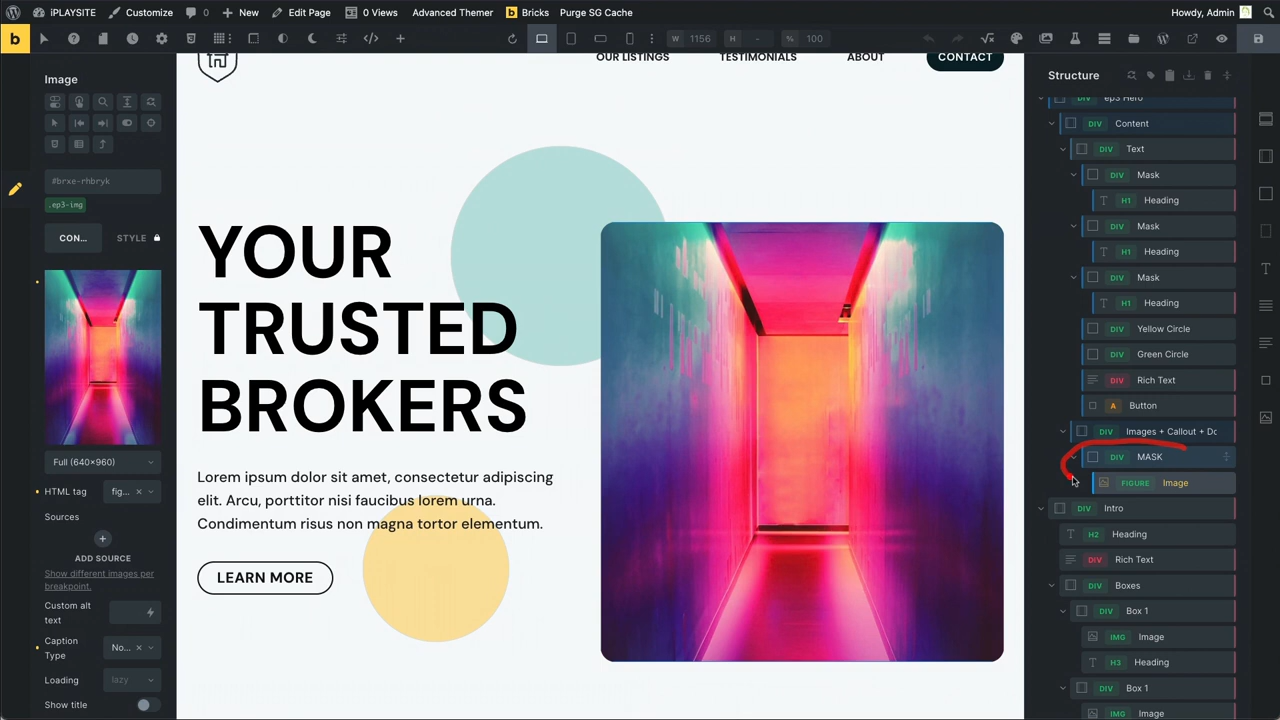 iPLAYSITE Customize 0 New Edit Page 0 Views Advanced Themer Bricks Purge SG Cache Howdy, Admin
b W 1156 H - % 100
Image
#brxe-rhbryk
.ep3-img
CON... STYLE
Full (640×960)
HTML tag fig...
Sources
ADD SOURCE
Show different images per
breakpoint.
Custom alt
text
Caption
Type
No...
Loading lazy
Show title
OUR LISTINGS TESTIMONIALS ABOUT CONTACT
YOUR
TRUSTED
BROKERS
Lorem ipsum dolor sit amet, consectetur adipiscing
elit. Arcu, porttitor nisi faucibus lorem urna.
Condimentum risus non magna tortor elementum.
LEARN MORE
Structure
ep3 Hero
DIV Content
DIV Text
DIV Mask
T H1 Heading
DIV Mask
T H1 Heading
DIV Mask
T H1 Heading
DIV Yellow Circle
DIV Green Circle
DIV Rich Text
A Button
DIV Images + Callout + Dc
DIV MASK
FIGURE Image
DIV Intro
T H2 Heading
DIV Rich Text
DIV Boxes
DIV Box 1
IMG Image
T H3 Heading
DIV Box 1
IMG Image